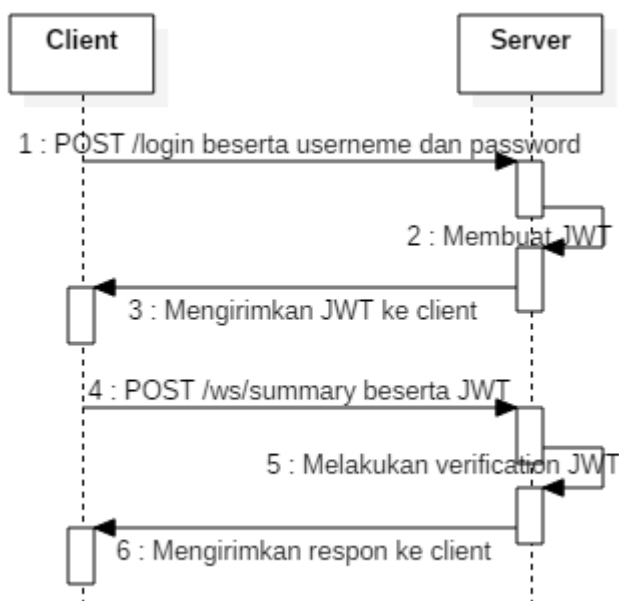 Client
Server
1 : POST /login beserta userneme dan password
2 : Membuat JWT
3 : Mengirimkan JWT ke client
4 : POST /ws/summary beserta JWT
5 : Melakukan verification JWT
6 : Mengirimkan respon ke client